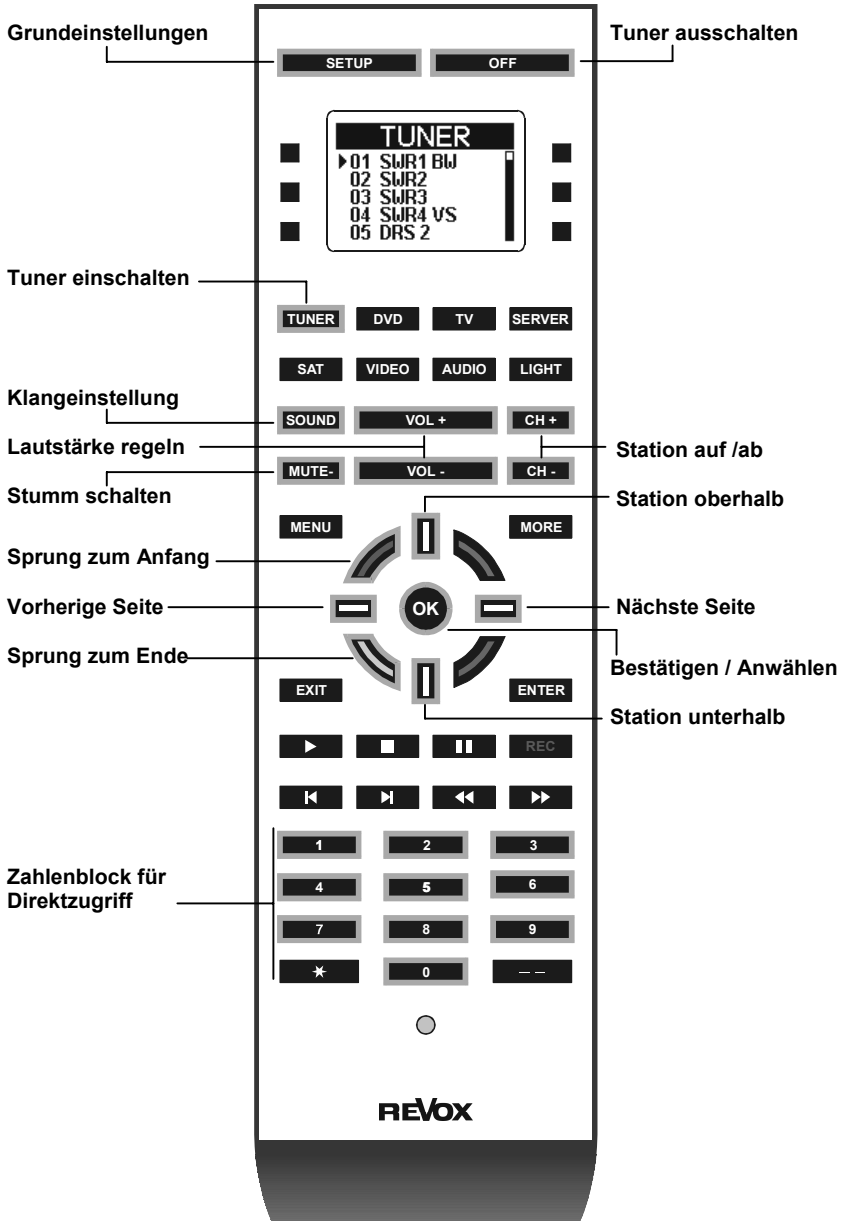 Grundeinstellungen
Tuner ausschalten
SETUP
OFF
TUNER
01 SWR1 BW
02 SWR2
03 SWR3
04 SWR4 VS
05 DRS 2
Tuner einschalten
TUNER
DVD
TV
SERVER
SAT
VIDEO
AUDIO
LIGHT
Klangeinstellung
SOUND
VOL +
CH +
Lautstärke regeln
Station auf /ab
MUTE-
VOL -
CH -
Stumm schalten
Station oberhalb
MENU
MORE
Sprung zum Anfang
Vorherige Seite
OK
Nächste Seite
Sprung zum Ende
Bestätigen / Anwählen
EXIT
ENTER
Station unterhalb
REC
1
2
3
Zahlenblock für
Direktzugriff
4
5
6
7
8
9
0
– –
REVOX